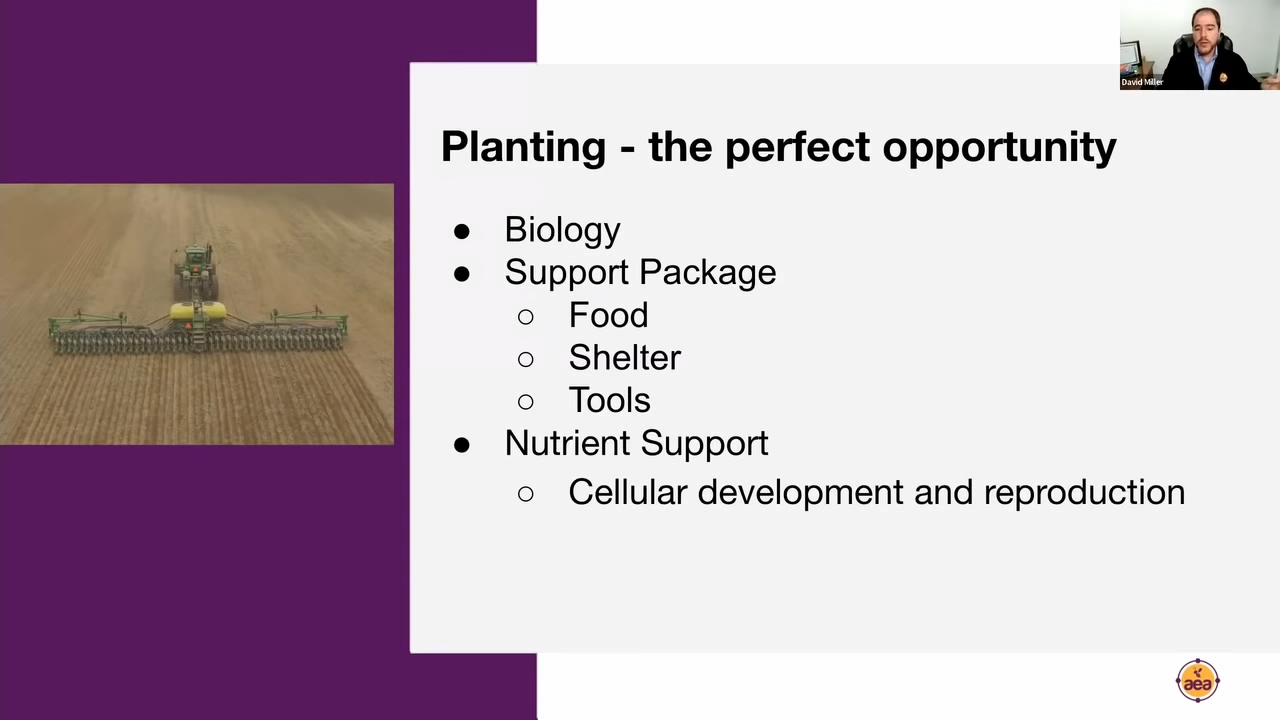 David Miller
Planting - the perfect opportunity
● Biology
● Support Package
○ Food
○ Shelter
○ Tools
● Nutrient Support
○ Cellular development and reproduction
aea